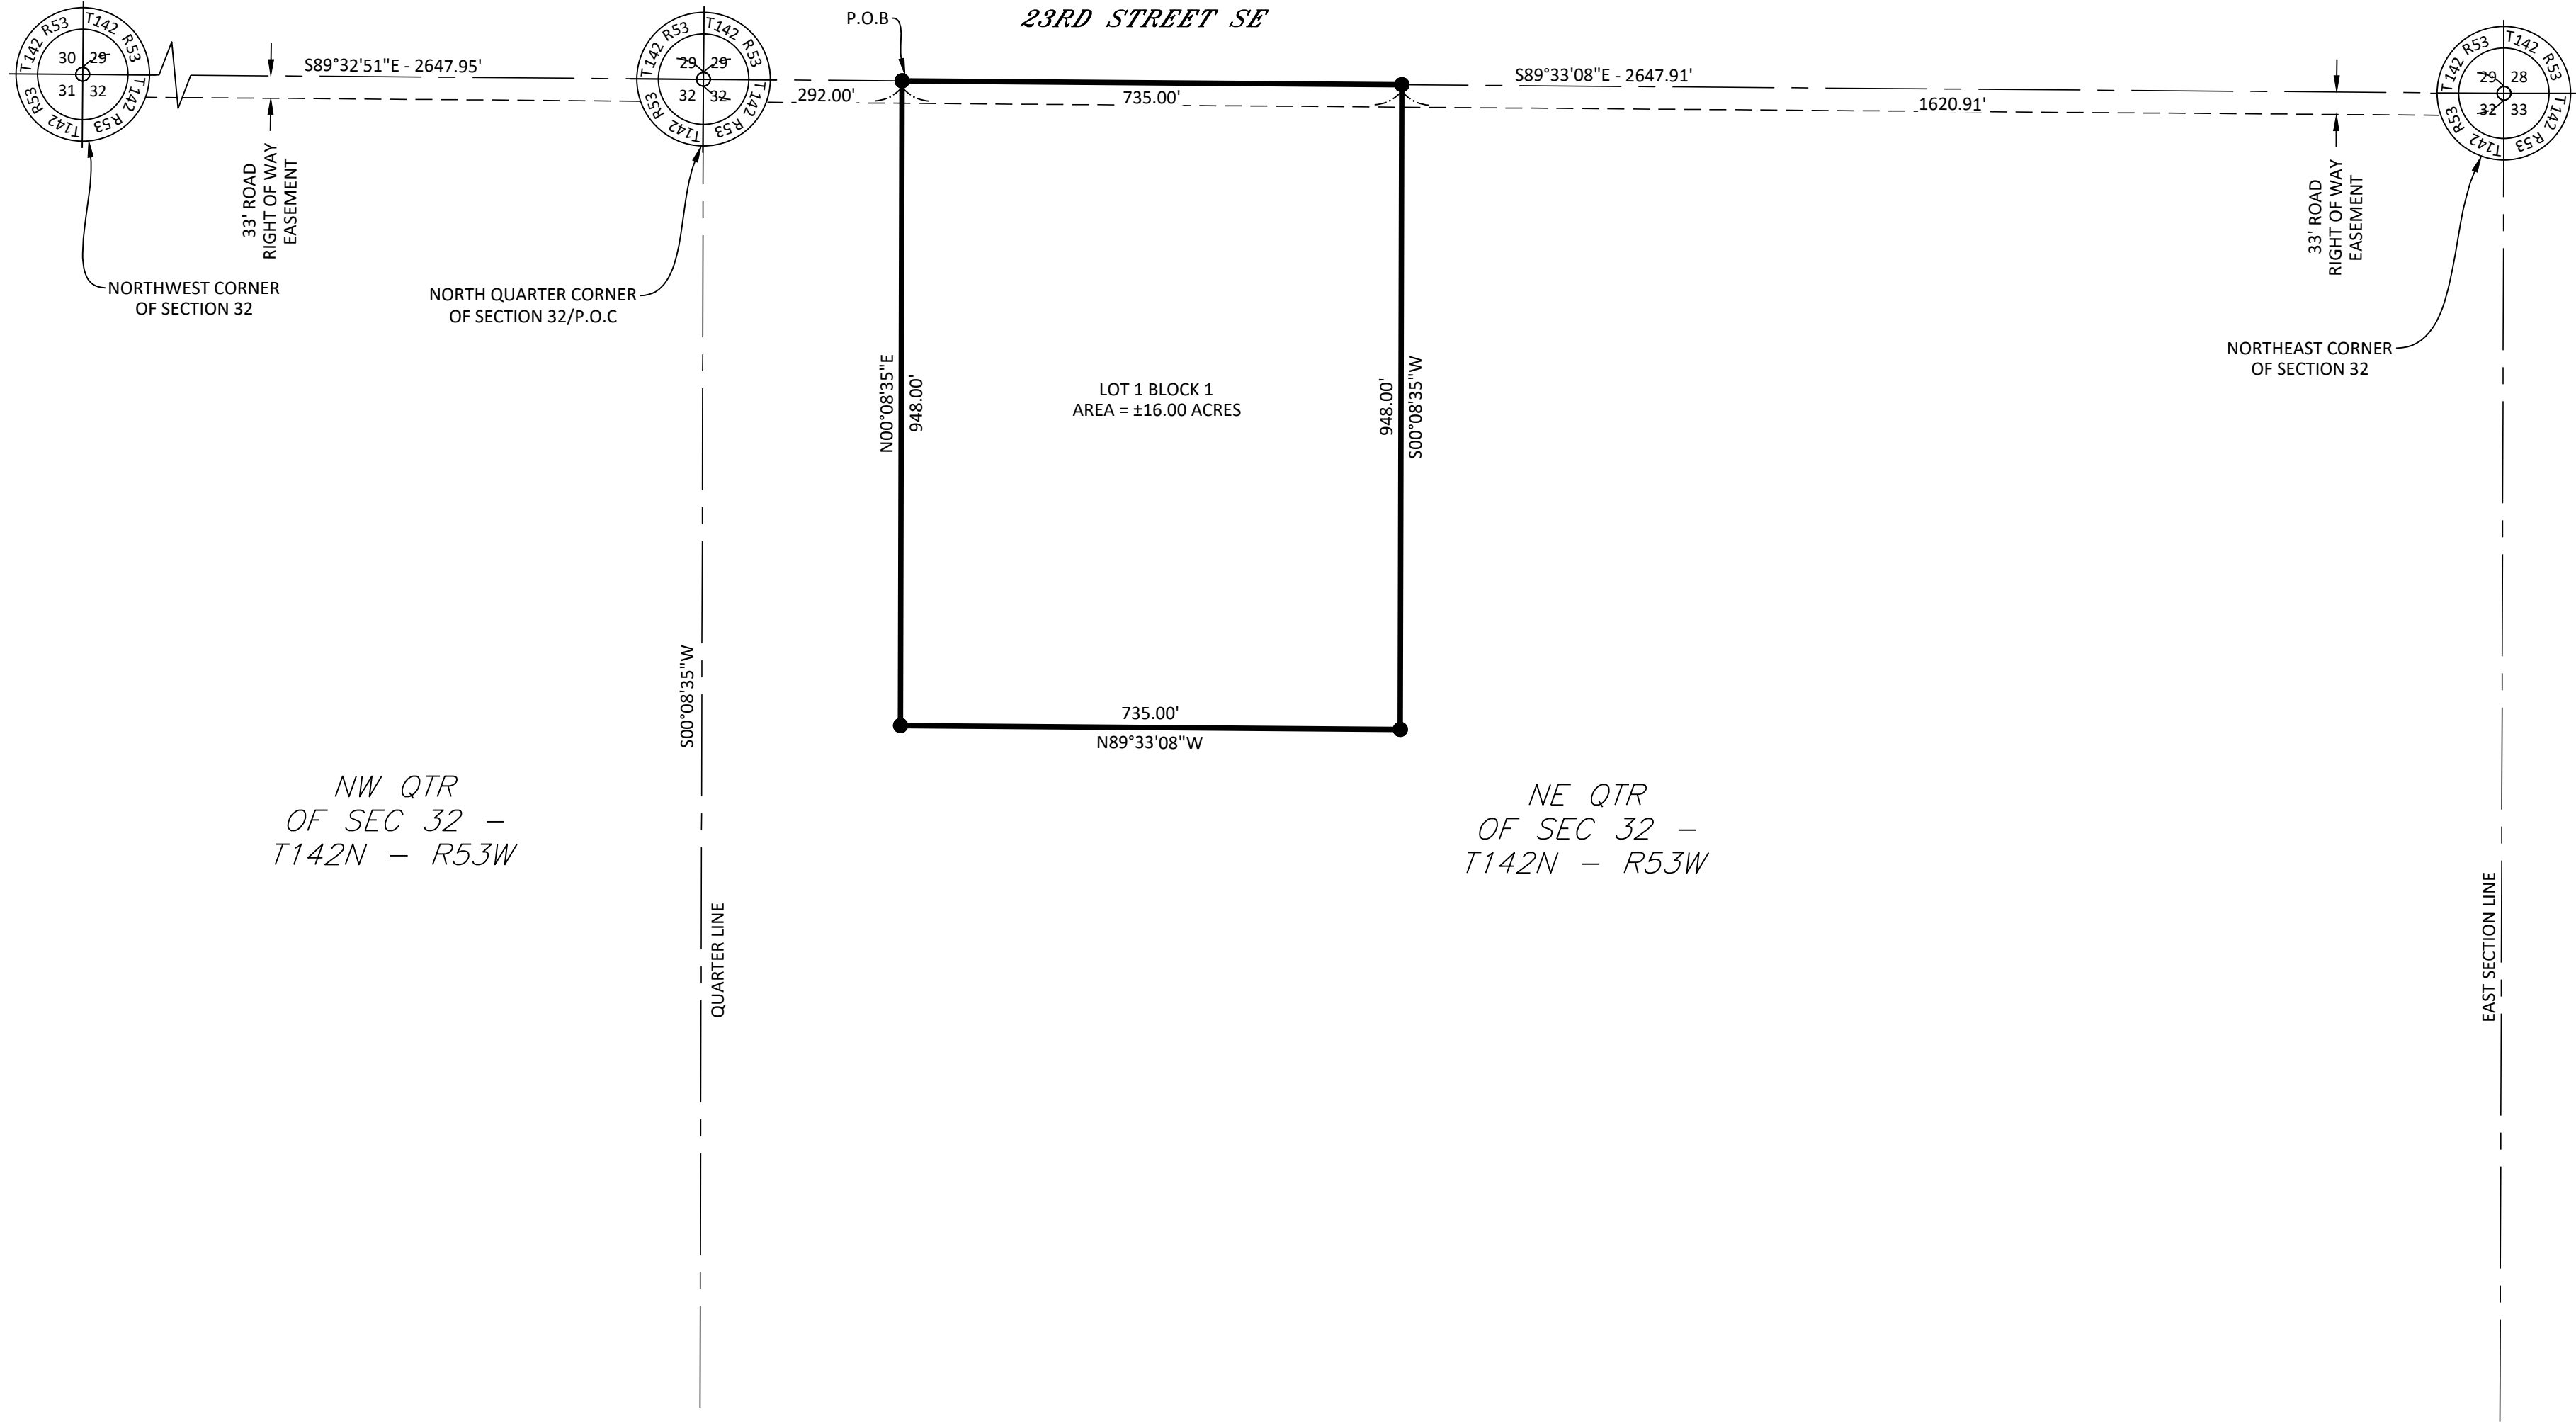 23RD STREET SE
P.O.B
T142 R53
T142 R53
T142 R53
T142 R53
30 29
31 32
S89°32'51"E - 2647.95'
T142 R53
T142 R53
T142 R53
T142 R53
29 29
32 32
292.00'
735.00'
S89°33'08"E - 2647.91'
1620.91'
T142 R53
T142 R53
T142 R53
T142 R53
29 28
32 33
33' ROAD
RIGHT OF WAY
EASEMENT
33' ROAD
RIGHT OF WAY
EASEMENT
NORTHWEST CORNER
OF SECTION 32
NORTH QUARTER CORNER
OF SECTION 32/P.O.C
NORTHEAST CORNER
OF SECTION 32
N00°08'35"E
948.00'
LOT 1 BLOCK 1
AREA = ±16.00 ACRES
948.00'
S00°08'35"W
S00°08'35"W
735.00'
N89°33'08"W
NW QTR
OF SEC 32 -
T142N - R53W
NE QTR
OF SEC 32 -
T142N - R53W
QUARTER LINE
EAST SECTION LINE